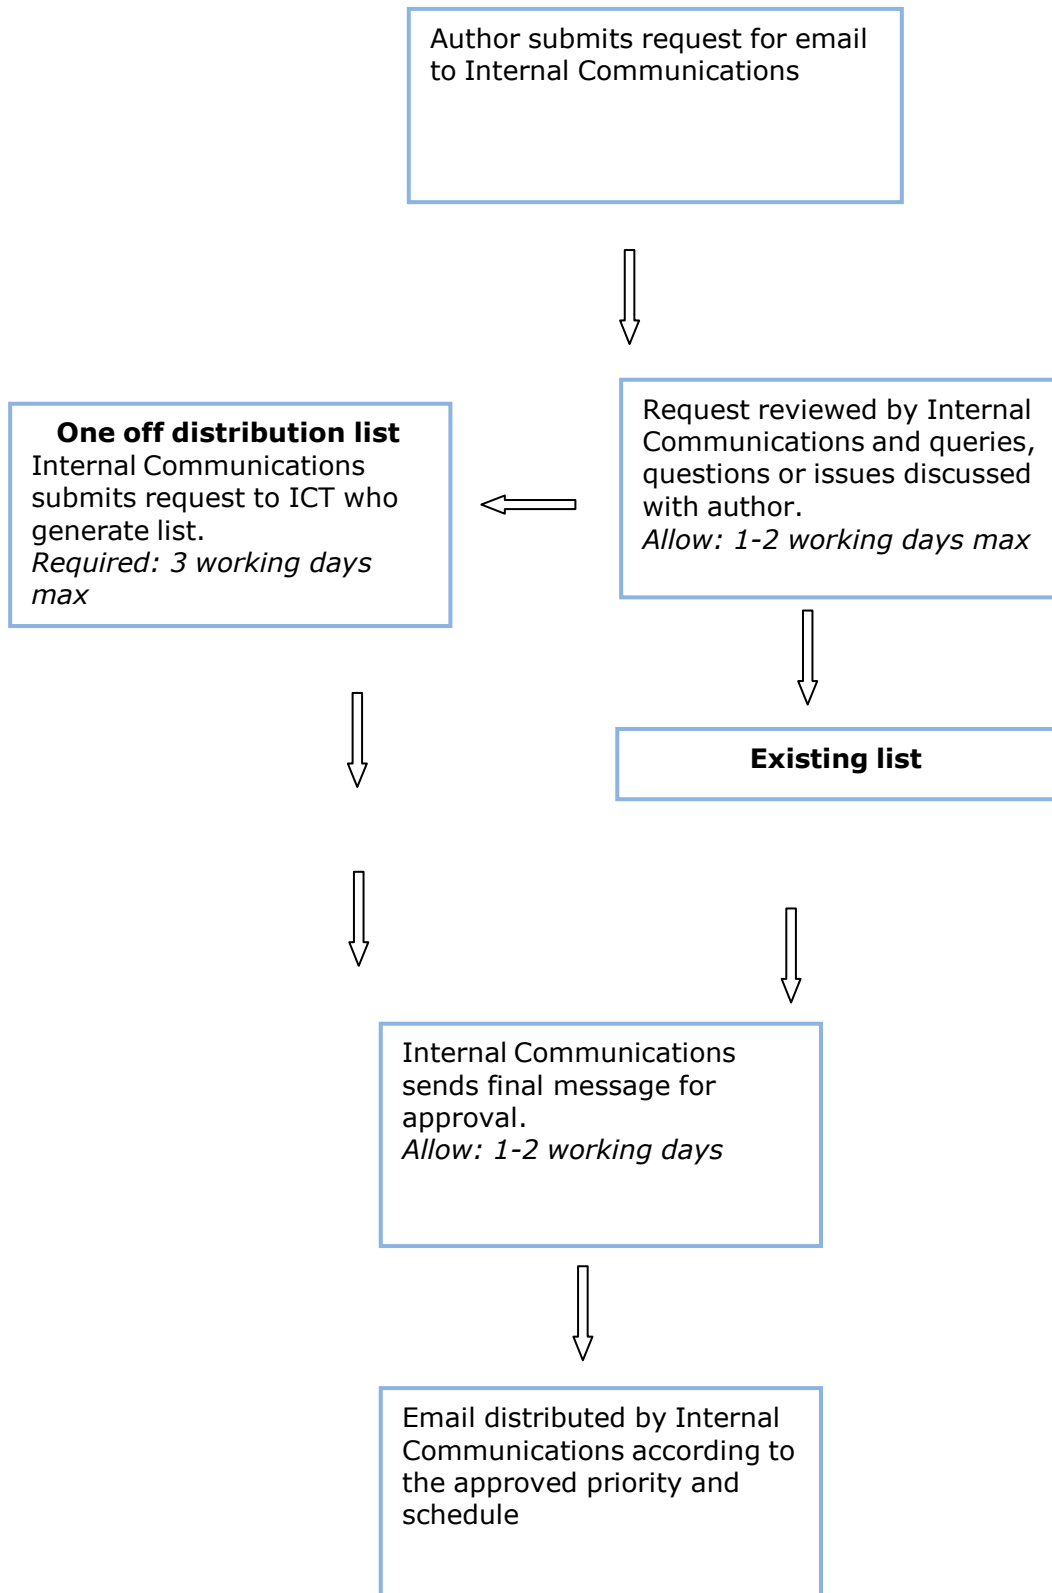 Author submits request for email
to Internal Communications
One off distribution list
Internal Communications
submits request to ICT who
generate list.
Required: 3 working days
max
Request reviewed by Internal
Communications and queries,
questions or issues discussed
with author.
Allow: 1-2 working days max
Existing list
Internal Communications
sends final message for
approval.
Allow: 1-2 working days
Email distributed by Internal
Communications according to
the approved priority and
schedule